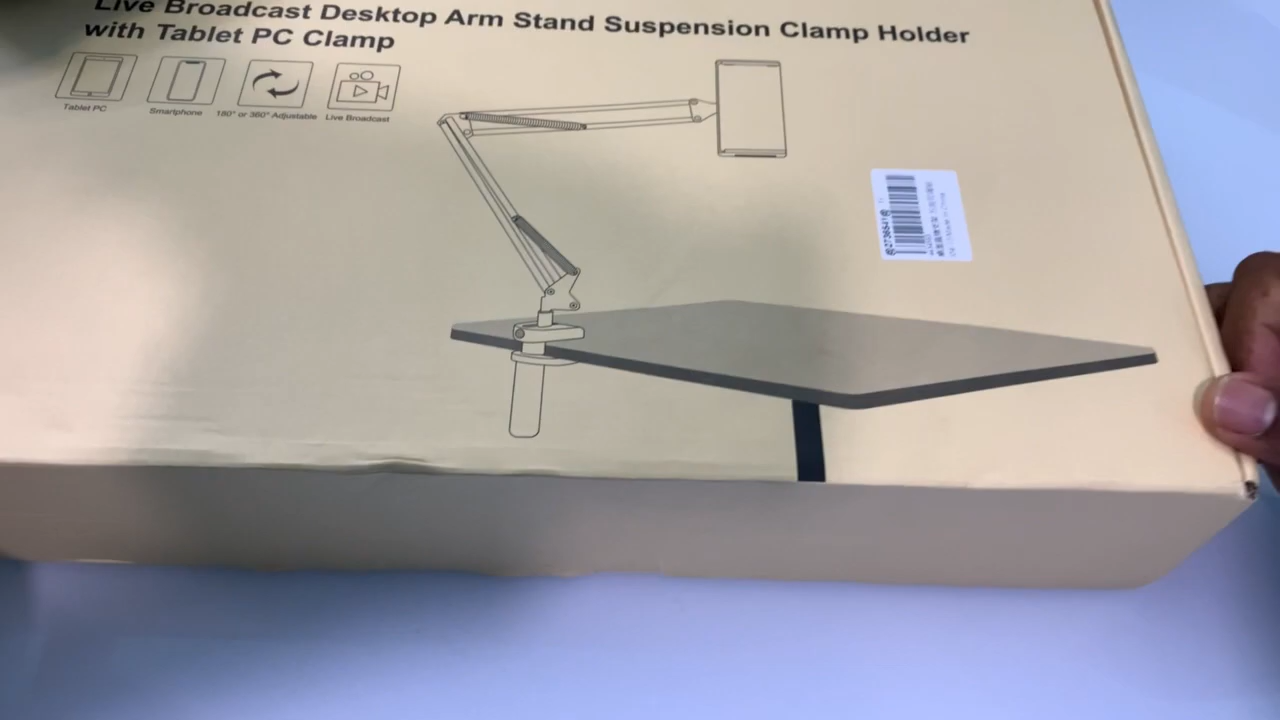 Live Broadcast Desktop Arm Stand Suspension Clamp Holder
with Tablet PC Clamp
Tablet PC
Smartphone
180° or 360° Adjustable
Live Broadcast